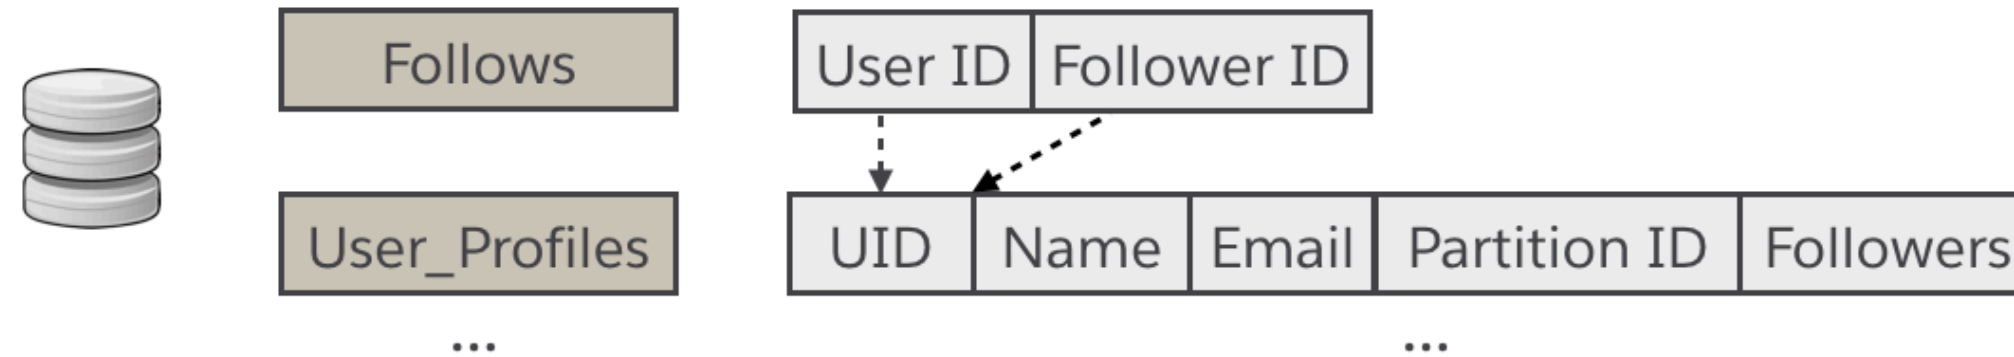 Follows User ID Follower ID
User_Profiles UID Name Email Partition ID Followers
... ...